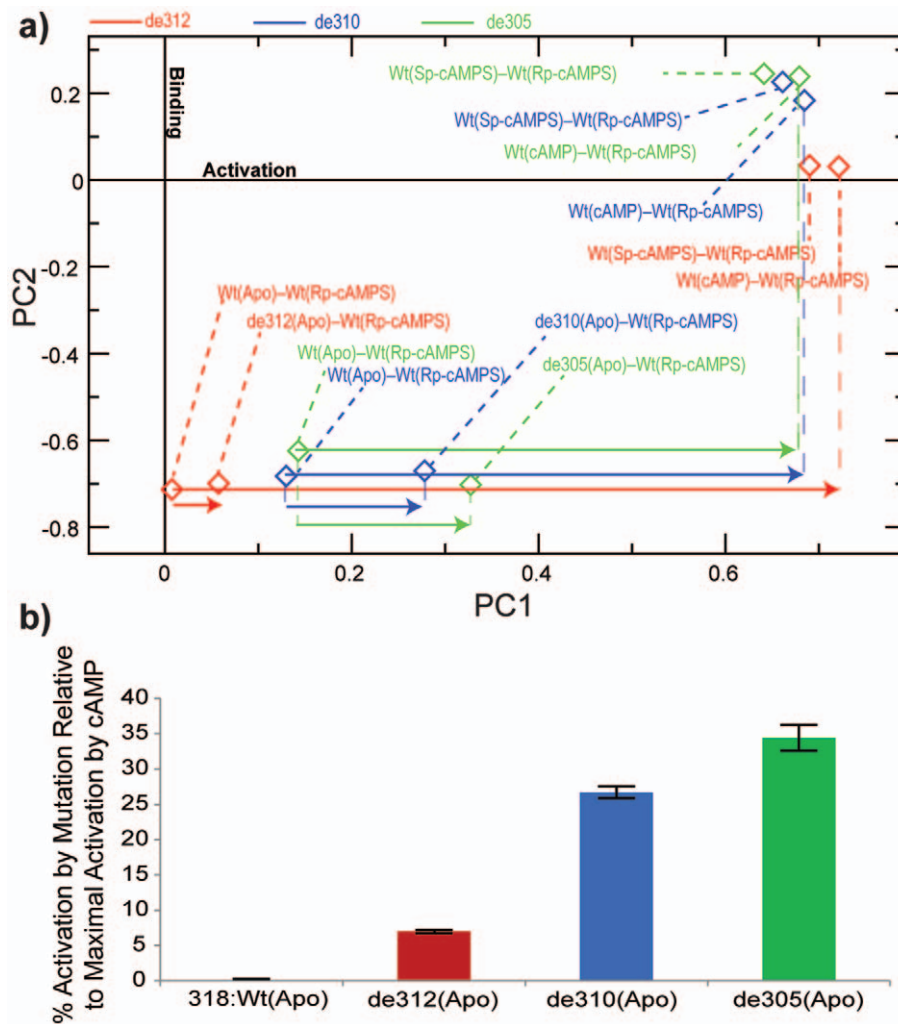 a)
de312 de310 de305
0.2
0
-0.2
-0.4
-0.6
-0.8
PC2
Binding
Activation
Wt(Sp-cAMPS)–Wt(Rp-cAMPS)
Wt(Sp-cAMPS)–Wt(Rp-cAMPS)
Wt(cAMP)–Wt(Rp-cAMPS)
Wt(cAMP)–Wt(Rp-cAMPS)
Wt(Sp-cAMPS)–Wt(Rp-cAMPS)
Wt(cAMP)–Wt(Rp-cAMPS)
Wt(Apo)–Wt(Rp-cAMPS)
de312(Apo)–Wt(Rp-cAMPS)
de310(Apo)–Wt(Rp-cAMPS)
Wt(Apo)–Wt(Rp-cAMPS)
de305(Apo)–Wt(Rp-cAMPS)
Wt(Apo)–Wt(Rp-cAMPS)
0 0.2 0.4 0.6
PC1
b)
% Activation by Mutation Relative
to Maximal Activation by cAMP
40
35
30
25
20
15
10
5
0
318:Wt(Apo) de312(Apo) de310(Apo) de305(Apo)